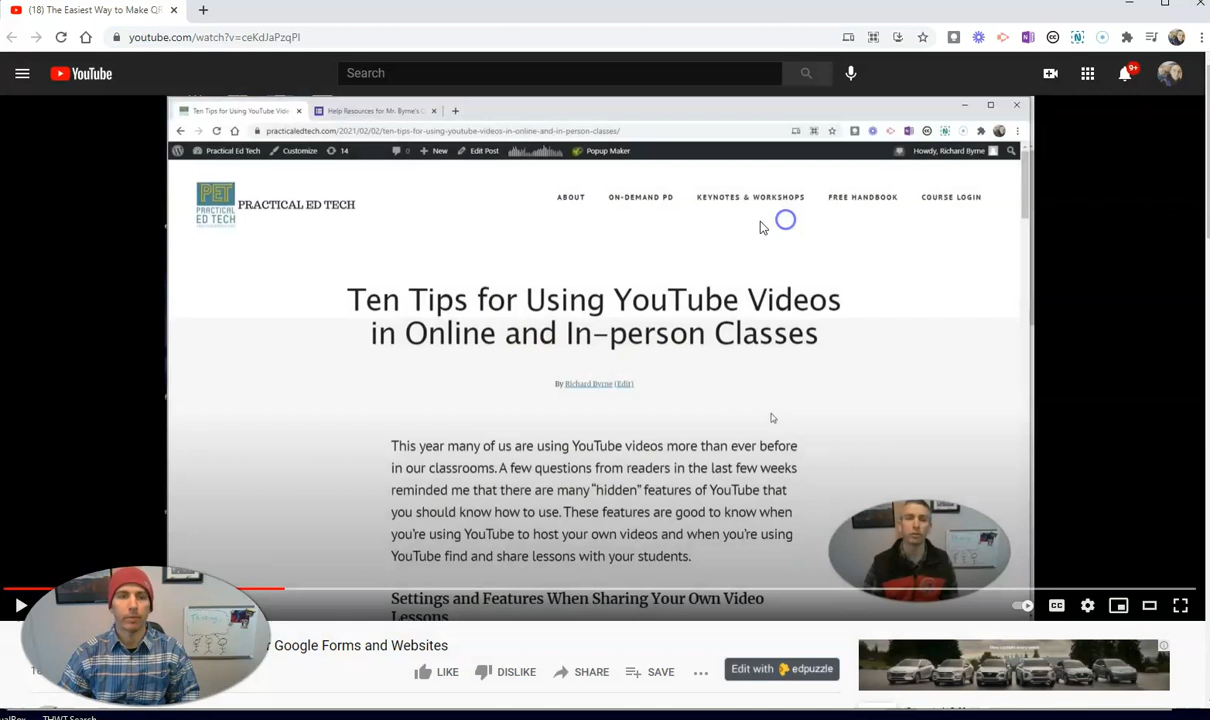 (18) The Easiest Way to Make QR
youtube.com/watch?v=ceKdJaPzqPI
YouTube
Search
9+
Ten Tips for Using YouTube Vide
Help Resources for Mr. Byrne's C
practicaledtech.com/2021/02/02/ten-tips-for-using-youtube-videos-in-online-and-in-person-classes/
Practical Ed Tech
Customize
14
0
New
Edit Post
Popup Maker
Howdy, Richard Byrne
PET
PRACTICAL
ED TECH
PRACTICAL ED TECH
ABOUT
ON-DEMAND PD
KEYNOTES & WORKSHOPS
FREE HANDBOOK
COURSE LOGIN
Ten Tips for Using YouTube Videos
in Online and In-person Classes
By Richard Byrne (Edit)
This year many of us are using YouTube videos more than ever before
in our classrooms. A few questions from readers in the last few weeks
reminded me that there are many “hidden” features of YouTube that
you should know how to use. These features are good to know when
you’re using YouTube to host your own videos and when you’re using
YouTube find and share lessons with your students.
Settings and Features When Sharing Your Own Video
Lessons
CC
Google Forms and Websites
LIKE
DISLIKE
SHARE
SAVE
Edit with edpuzzle
THWT Search